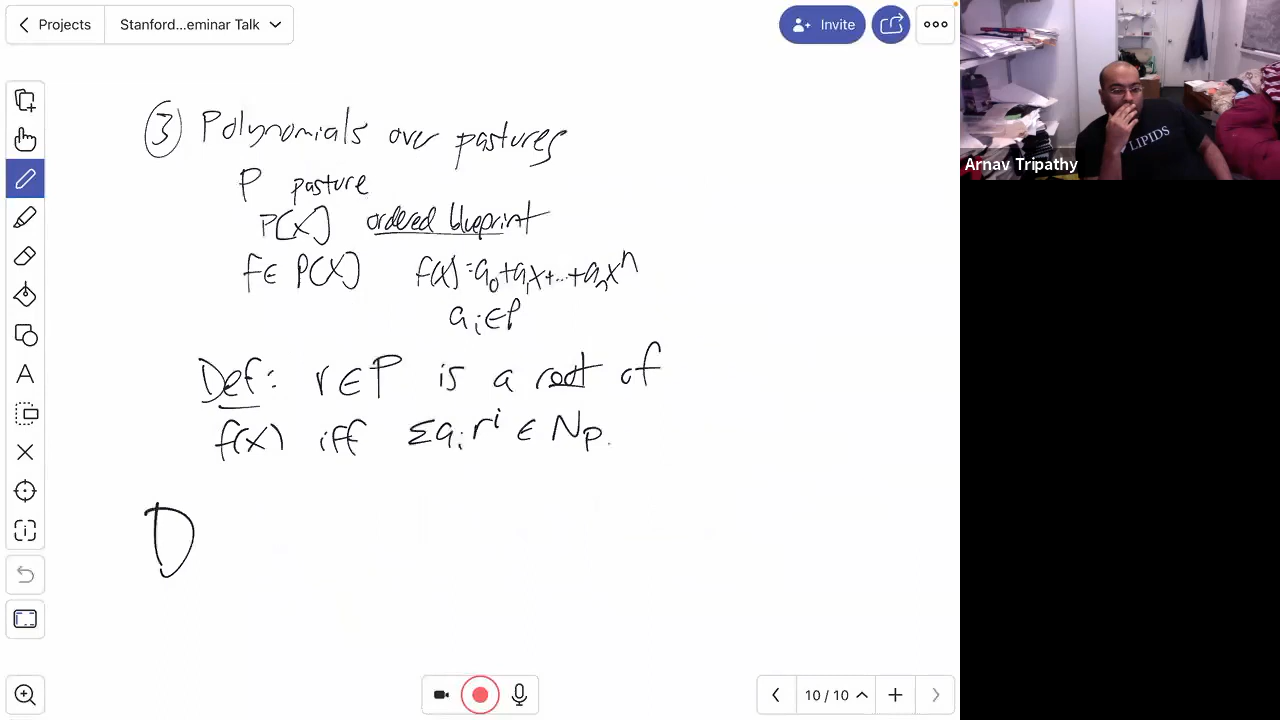 Projects
Stanford...eminar Talk
Invite
③ Polynomials over pastures
P pasture
P[X] ordered blueprint
f∈ P[X] f(x)=a₀+a₁x+...+aₙxⁿ
aᵢ∈P
Def: r∈P is a root of
f(x) iff Σaᵢrⁱ ∈ N_P.
D
10 / 10
LIPIDS
Arnav Tripathy